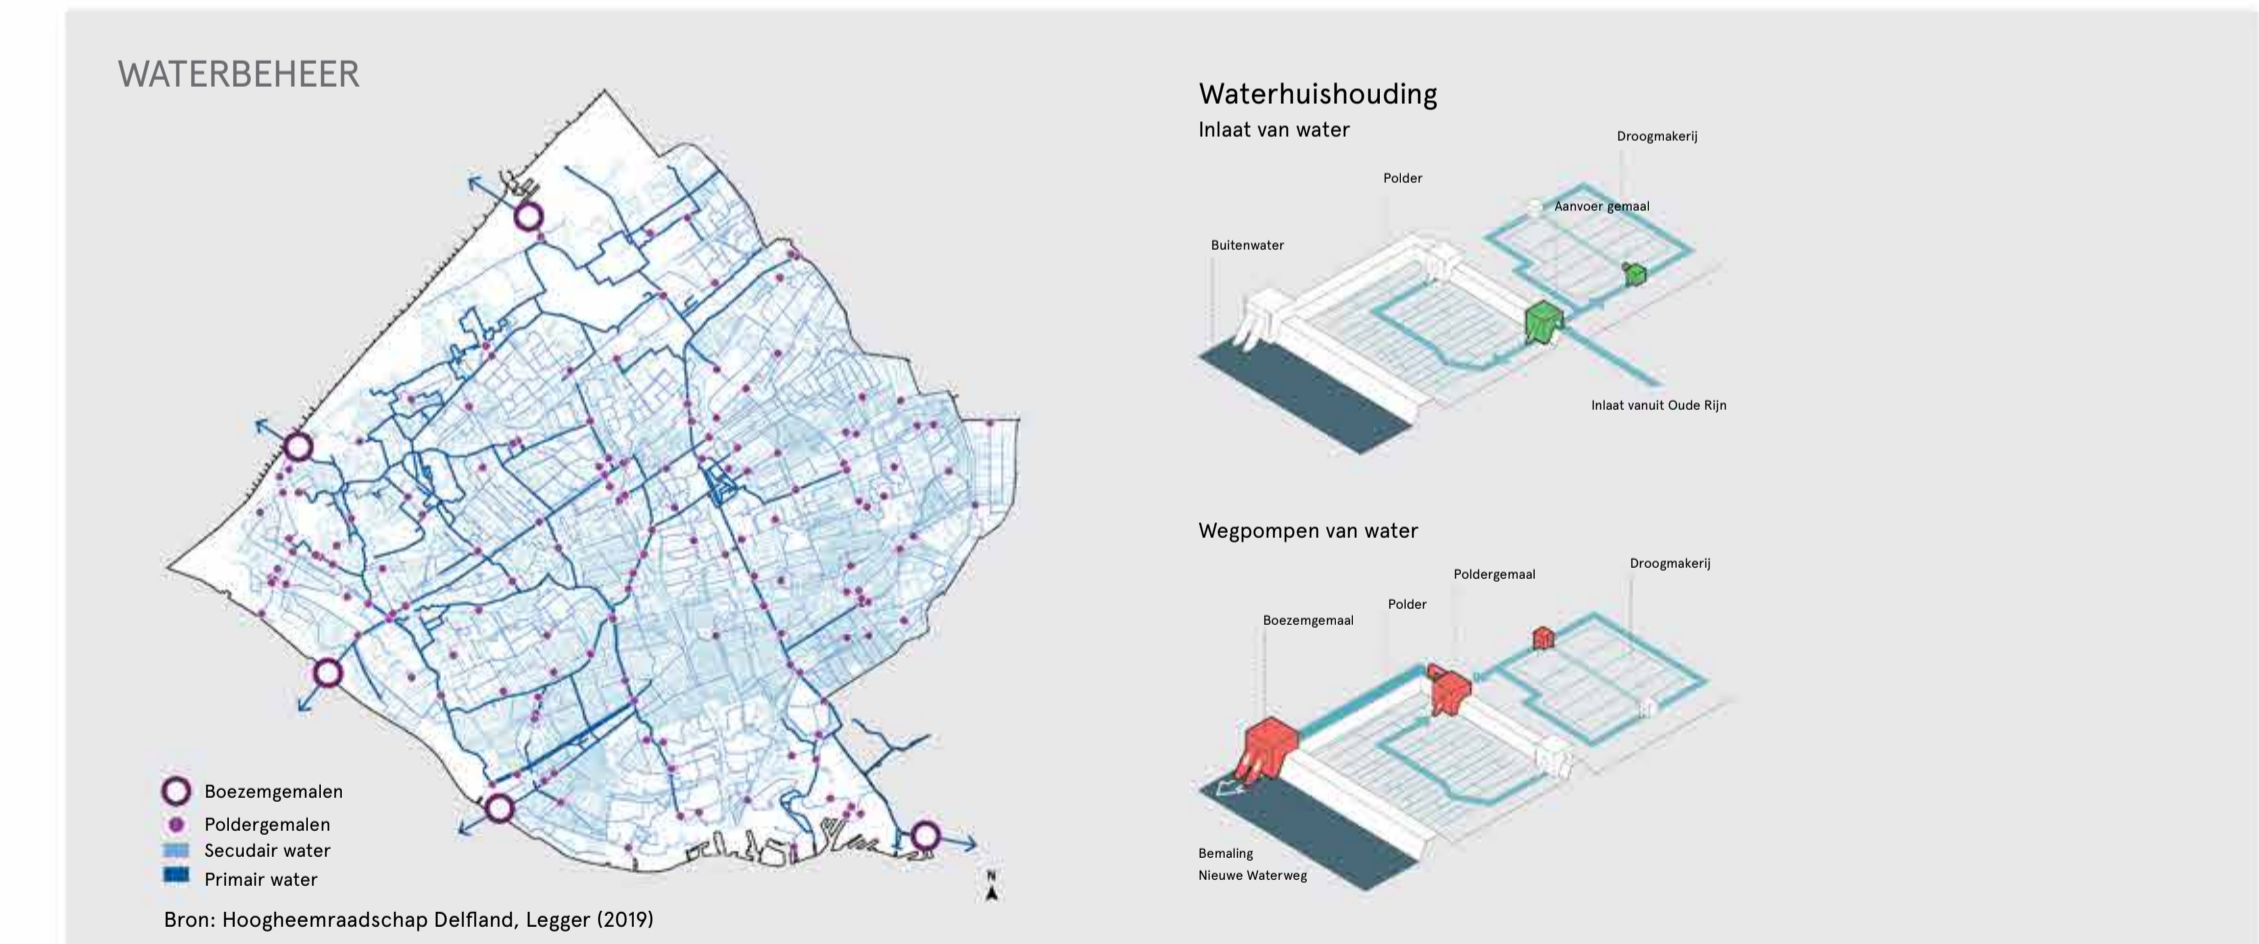 WATERBEHEER
Boezemgemalen
Poldergemalen
Secudair water
Primair water
N
Bron: Hoogheemraadschap Delfland, Legger (2019)
Waterhuishouding
Inlaat van water
Droogmakerij
Polder
Aanvoer gemaal
Buitenwater
Inlaat vanuit Oude Rijn
Wegpompen van water
Droogmakerij
Poldergemaal
Polder
Boezemgemaal
Bemaling
Nieuwe Waterweg